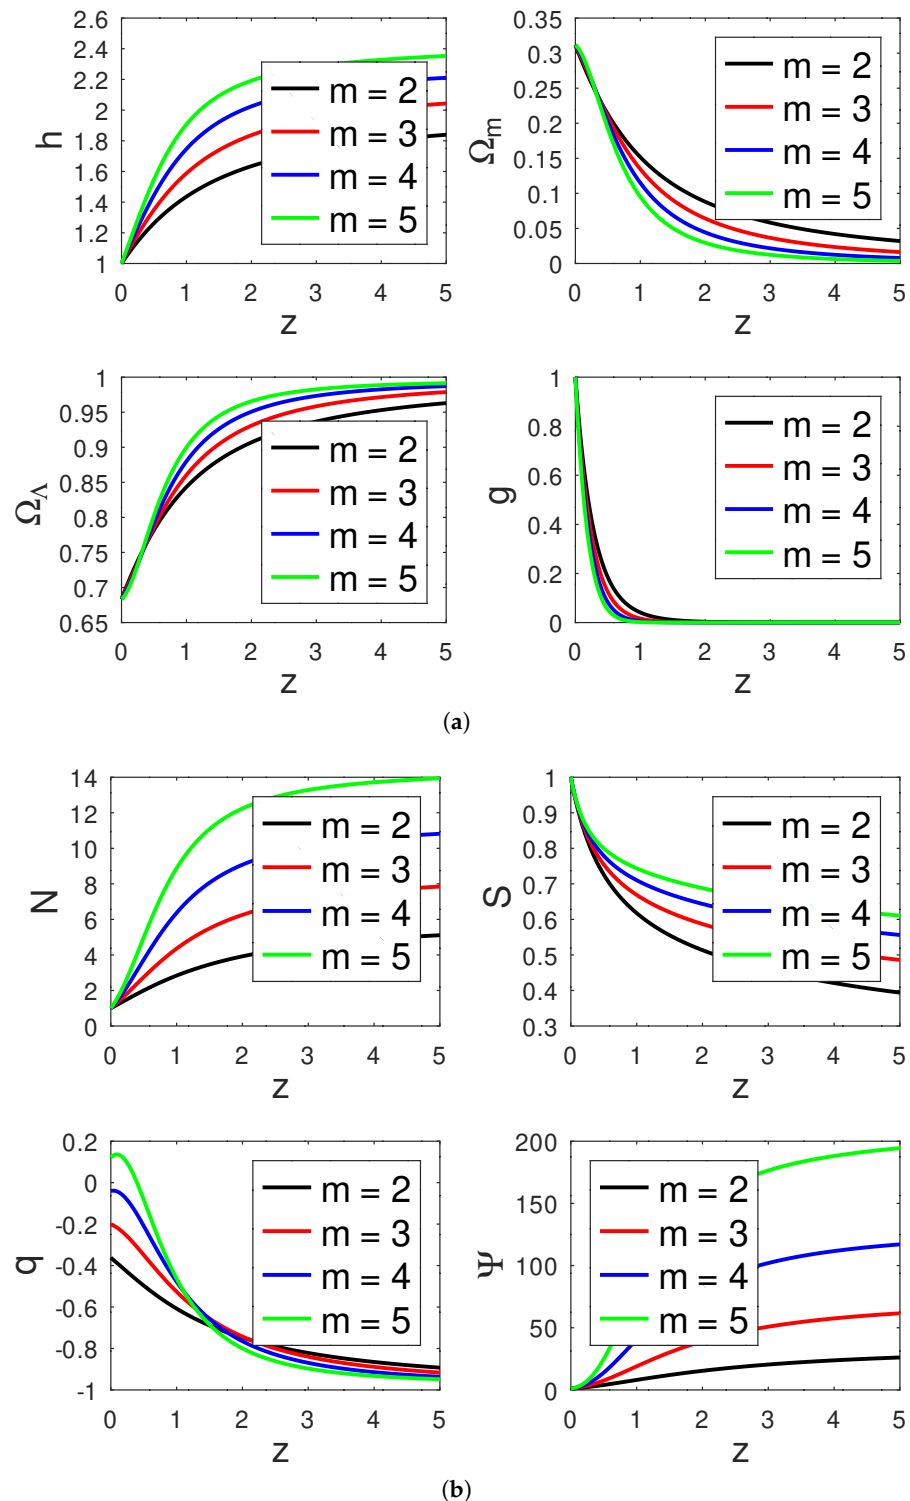 2.6
2.4
2.2
2
1.8
1.6
1.4
1.2
1
h
0 1 2 3 4 5
z
m = 2
m = 3
m = 4
m = 5
0.35
0.3
0.25
0.2
0.15
0.1
0.05
0
Ωm
0 1 2 3 4 5
z
m = 2
m = 3
m = 4
m = 5
1
0.95
0.9
0.85
0.8
0.75
0.7
0.65
ΩΛ
0 1 2 3 4 5
z
m = 2
m = 3
m = 4
m = 5
1
0.8
0.6
0.4
0.2
0
g
0 1 2 3 4 5
z
m = 2
m = 3
m = 4
m = 5
(a)
14
12
10
8
6
4
2
0
N
0 1 2 3 4 5
z
m = 2
m = 3
m = 4
m = 5
1
0.9
0.8
0.7
0.6
0.5
0.4
0.3
S
0 1 2 3 4 5
z
m = 2
m = 3
m = 4
m = 5
0.2
0
-0.2
-0.4
-0.6
-0.8
-1
q
0 1 2 3 4 5
z
m = 2
m = 3
m = 4
m = 5
200
150
100
50
0
Ψ
0 1 2 3 4 5
z
m = 2
m = 3
m = 4
m = 5
(b)